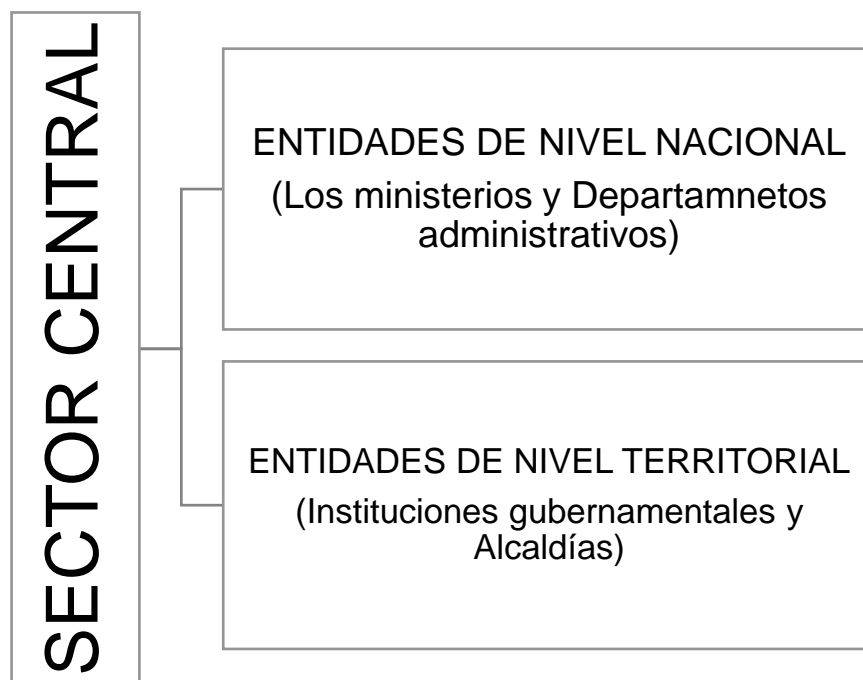 SECTOR CENTRAL
ENTIDADES DE NIVEL NACIONAL
(Los ministerios y Departamnetos
administrativos)
ENTIDADES DE NIVEL TERRITORIAL
(Instituciones gubernamentales y
Alcaldías)